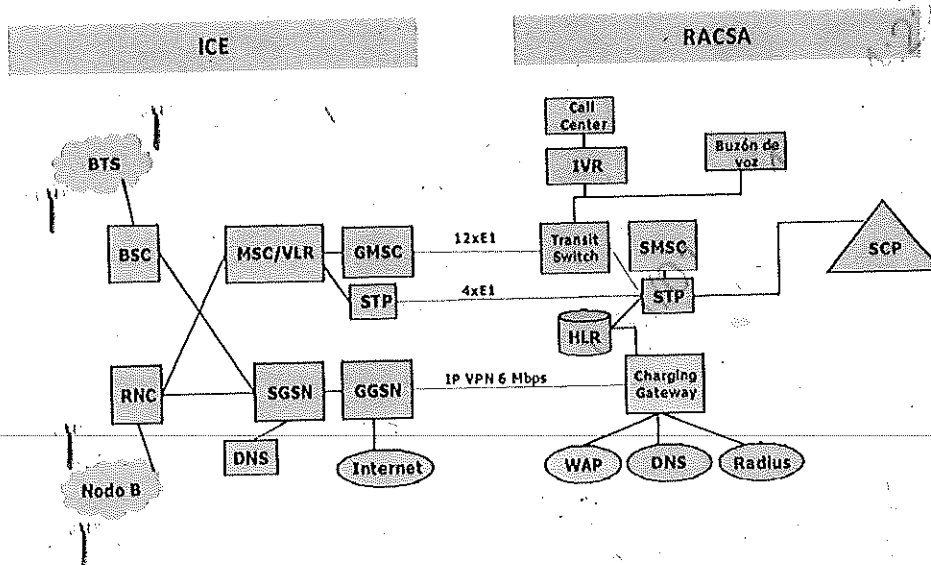 ICE
RACSA
Call
Center
BTS
IVR
Buzón de
voz
BSC
MSC/VLR
GMSC
12xE1
Transit
Switch
SMSC
SCP
STP
4xE1
STP
HLR
RNC
SGSN
GGSN
IP VPN 6 Mbps
Charging
Gateway
DNS
Internet
WAP
DNS
Radius
Nodo B